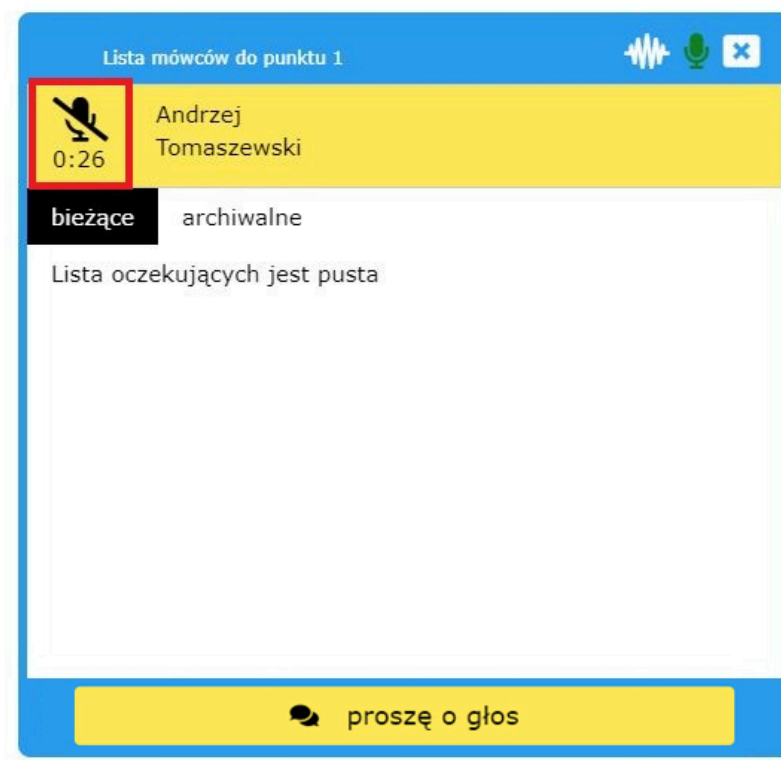 Lista mówców do punktu 1
Andrzej
Tomaszewski
0:26
bieżące archiwalne
Lista oczekujących jest pusta
proszę o głos